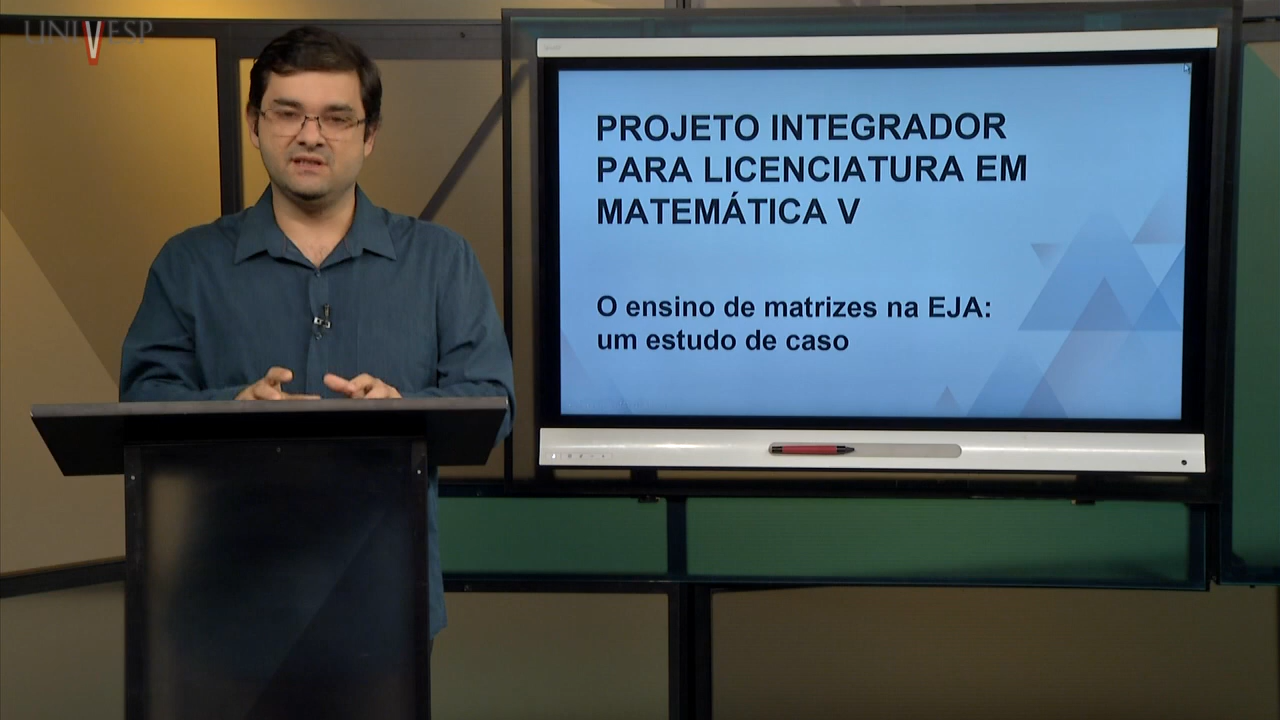 UNIVESP
PROJETO INTEGRADOR
PARA LICENCIATURA EM
MATEMÁTICA V
O ensino de matrizes na EJA:
um estudo de caso